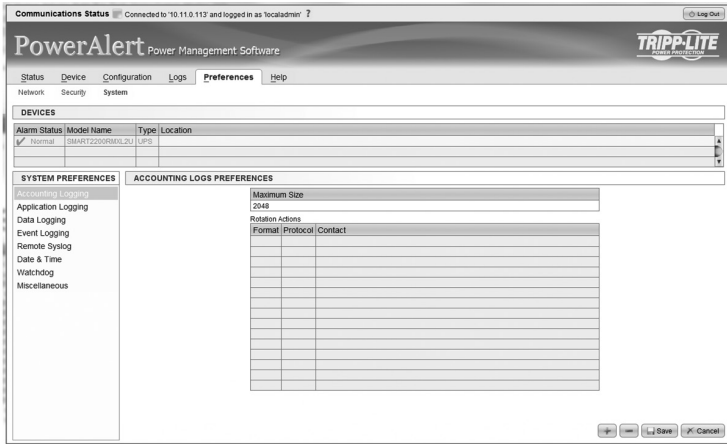 Communications Status Connected to '10.11.0.113' and logged in as 'localadmin' ? Log Out
PowerAlert Power Management Software
TRIPP·LITE
POWER PROTECTION
Status Device Configuration Logs Preferences Help
Network Security System
DEVICES
Alarm Status Model Name Type Location
Normal SMART2200RMXL2U UPS
SYSTEM PREFERENCES ACCOUNTING LOGS PREFERENCES
Accounting Logging
Application Logging
Data Logging
Event Logging
Remote Syslog
Date & Time
Watchdog
Miscellaneous
Maximum Size
2048
Rotation Actions
Format Protocol Contact
Save Cancel